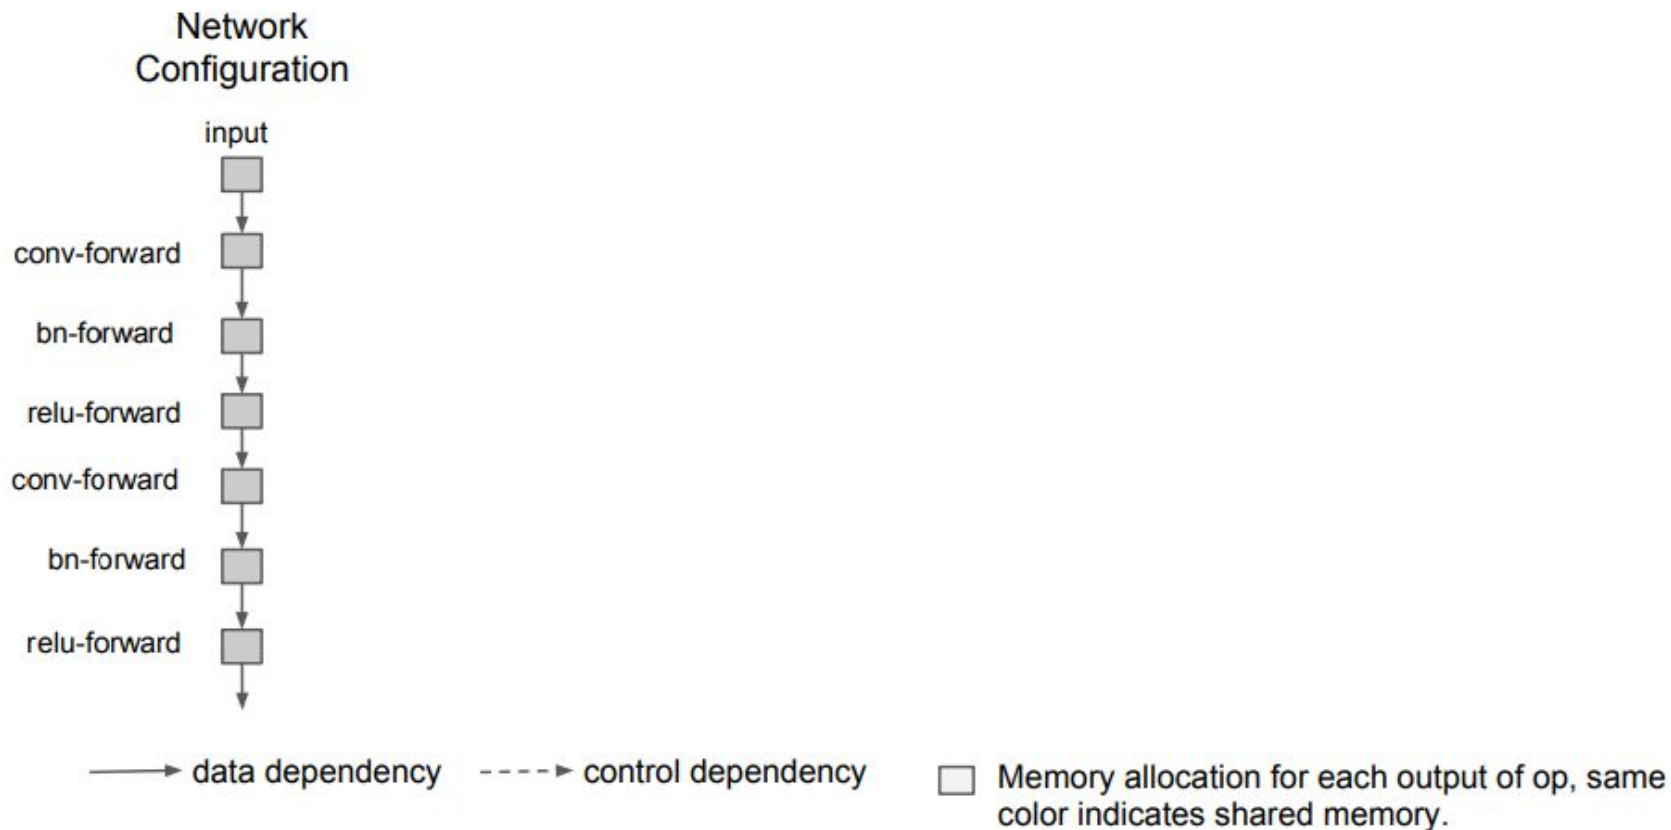 Network
Configuration
input
conv-forward
bn-forward
relu-forward
conv-forward
bn-forward
relu-forward
data dependency
control dependency
Memory allocation for each output of op, same
color indicates shared memory.